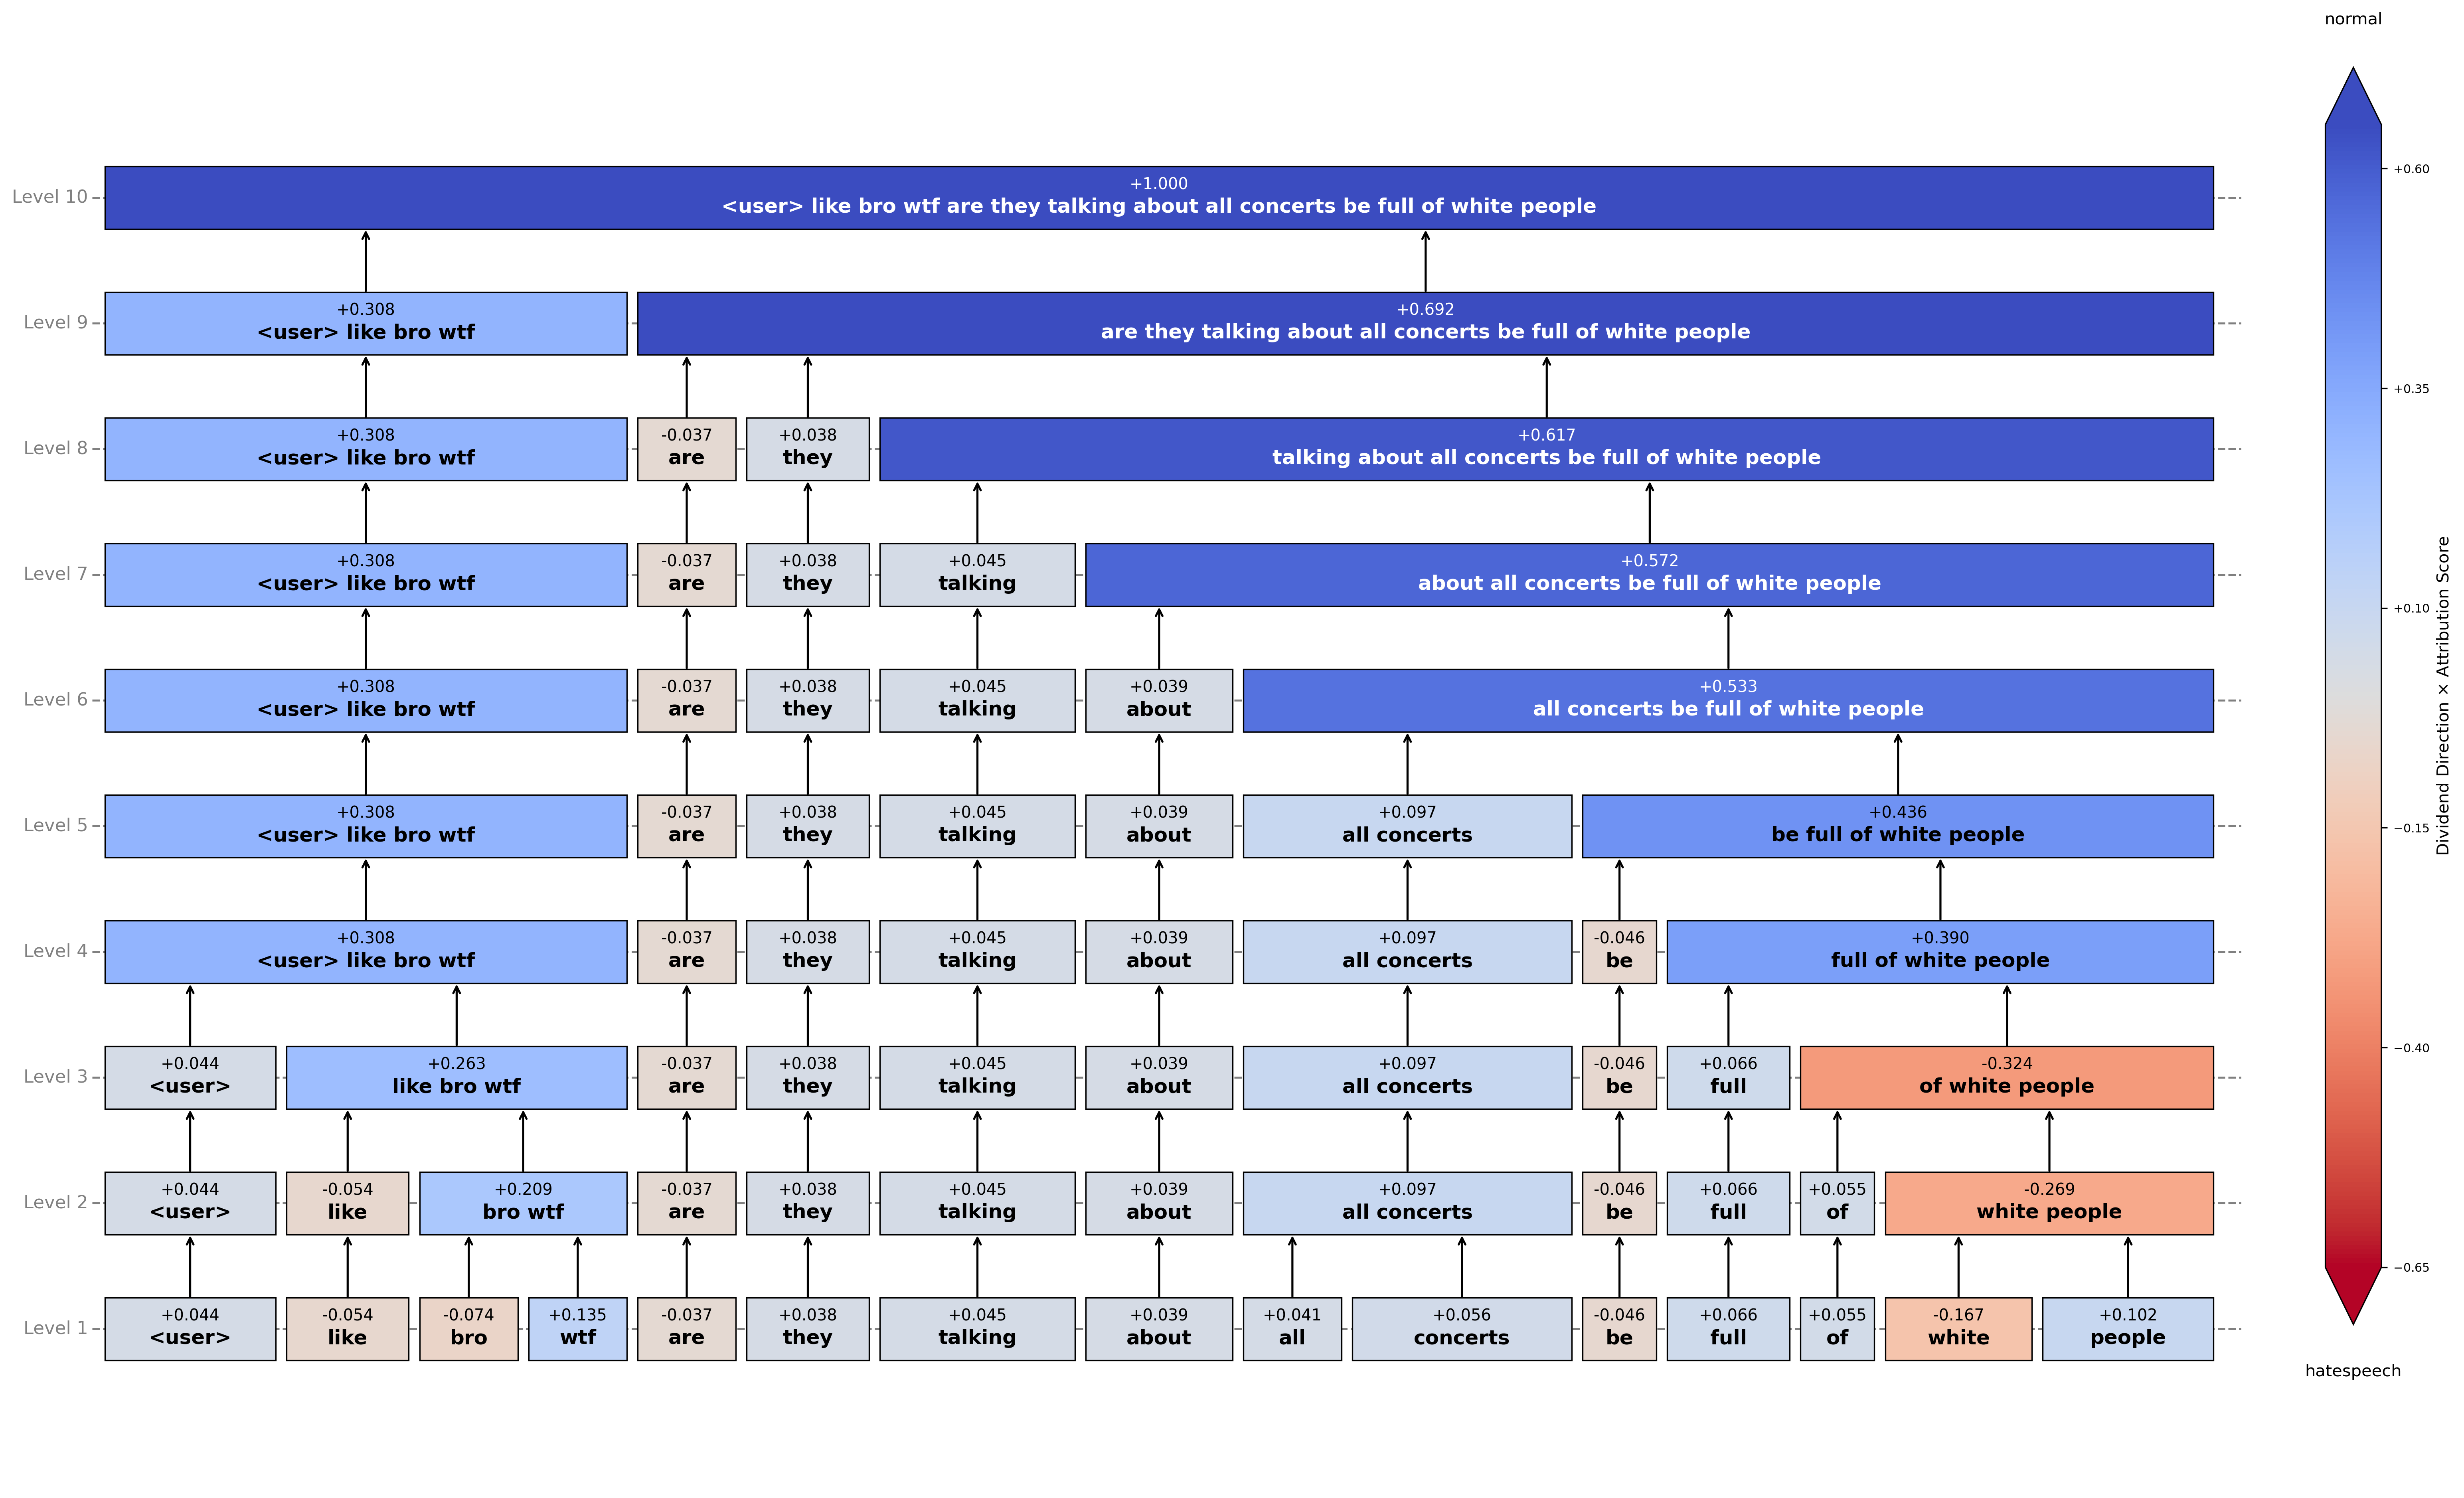 normal
Level 10
+1.000
<user> like bro wtf are they talking about all concerts be full of white people
Level 9
+0.308
<user> like bro wtf
+0.692
are they talking about all concerts be full of white people
Level 8
+0.308
<user> like bro wtf
-0.037
are
+0.038
they
+0.617
talking about all concerts be full of white people
Level 7
+0.308
<user> like bro wtf
-0.037
are
+0.038
they
+0.045
talking
+0.572
about all concerts be full of white people
Level 6
+0.308
<user> like bro wtf
-0.037
are
+0.038
they
+0.045
talking
+0.039
about
+0.533
all concerts be full of white people
Level 5
+0.308
<user> like bro wtf
-0.037
are
+0.038
they
+0.045
talking
+0.039
about
+0.097
all concerts
+0.436
be full of white people
Level 4
+0.308
<user> like bro wtf
-0.037
are
+0.038
they
+0.045
talking
+0.039
about
+0.097
all concerts
-0.046
be
+0.390
full of white people
Level 3
+0.044
<user>
+0.263
like bro wtf
-0.037
are
+0.038
they
+0.045
talking
+0.039
about
+0.097
all concerts
-0.046
be
+0.066
full
-0.324
of white people
Level 2
+0.044
<user>
-0.054
like
+0.209
bro wtf
-0.037
are
+0.038
they
+0.045
talking
+0.039
about
+0.097
all concerts
-0.046
be
+0.066
full
+0.055
of
-0.269
white people
Level 1
+0.044
<user>
-0.054
like
-0.074
bro
+0.135
wtf
-0.037
are
+0.038
they
+0.045
talking
+0.039
about
+0.041
all
+0.056
concerts
-0.046
be
+0.066
full
+0.055
of
-0.167
white
+0.102
people
+0.60
+0.35
+0.10
−0.15
−0.40
−0.65
Dividend Direction × Attribution Score
hatespeech